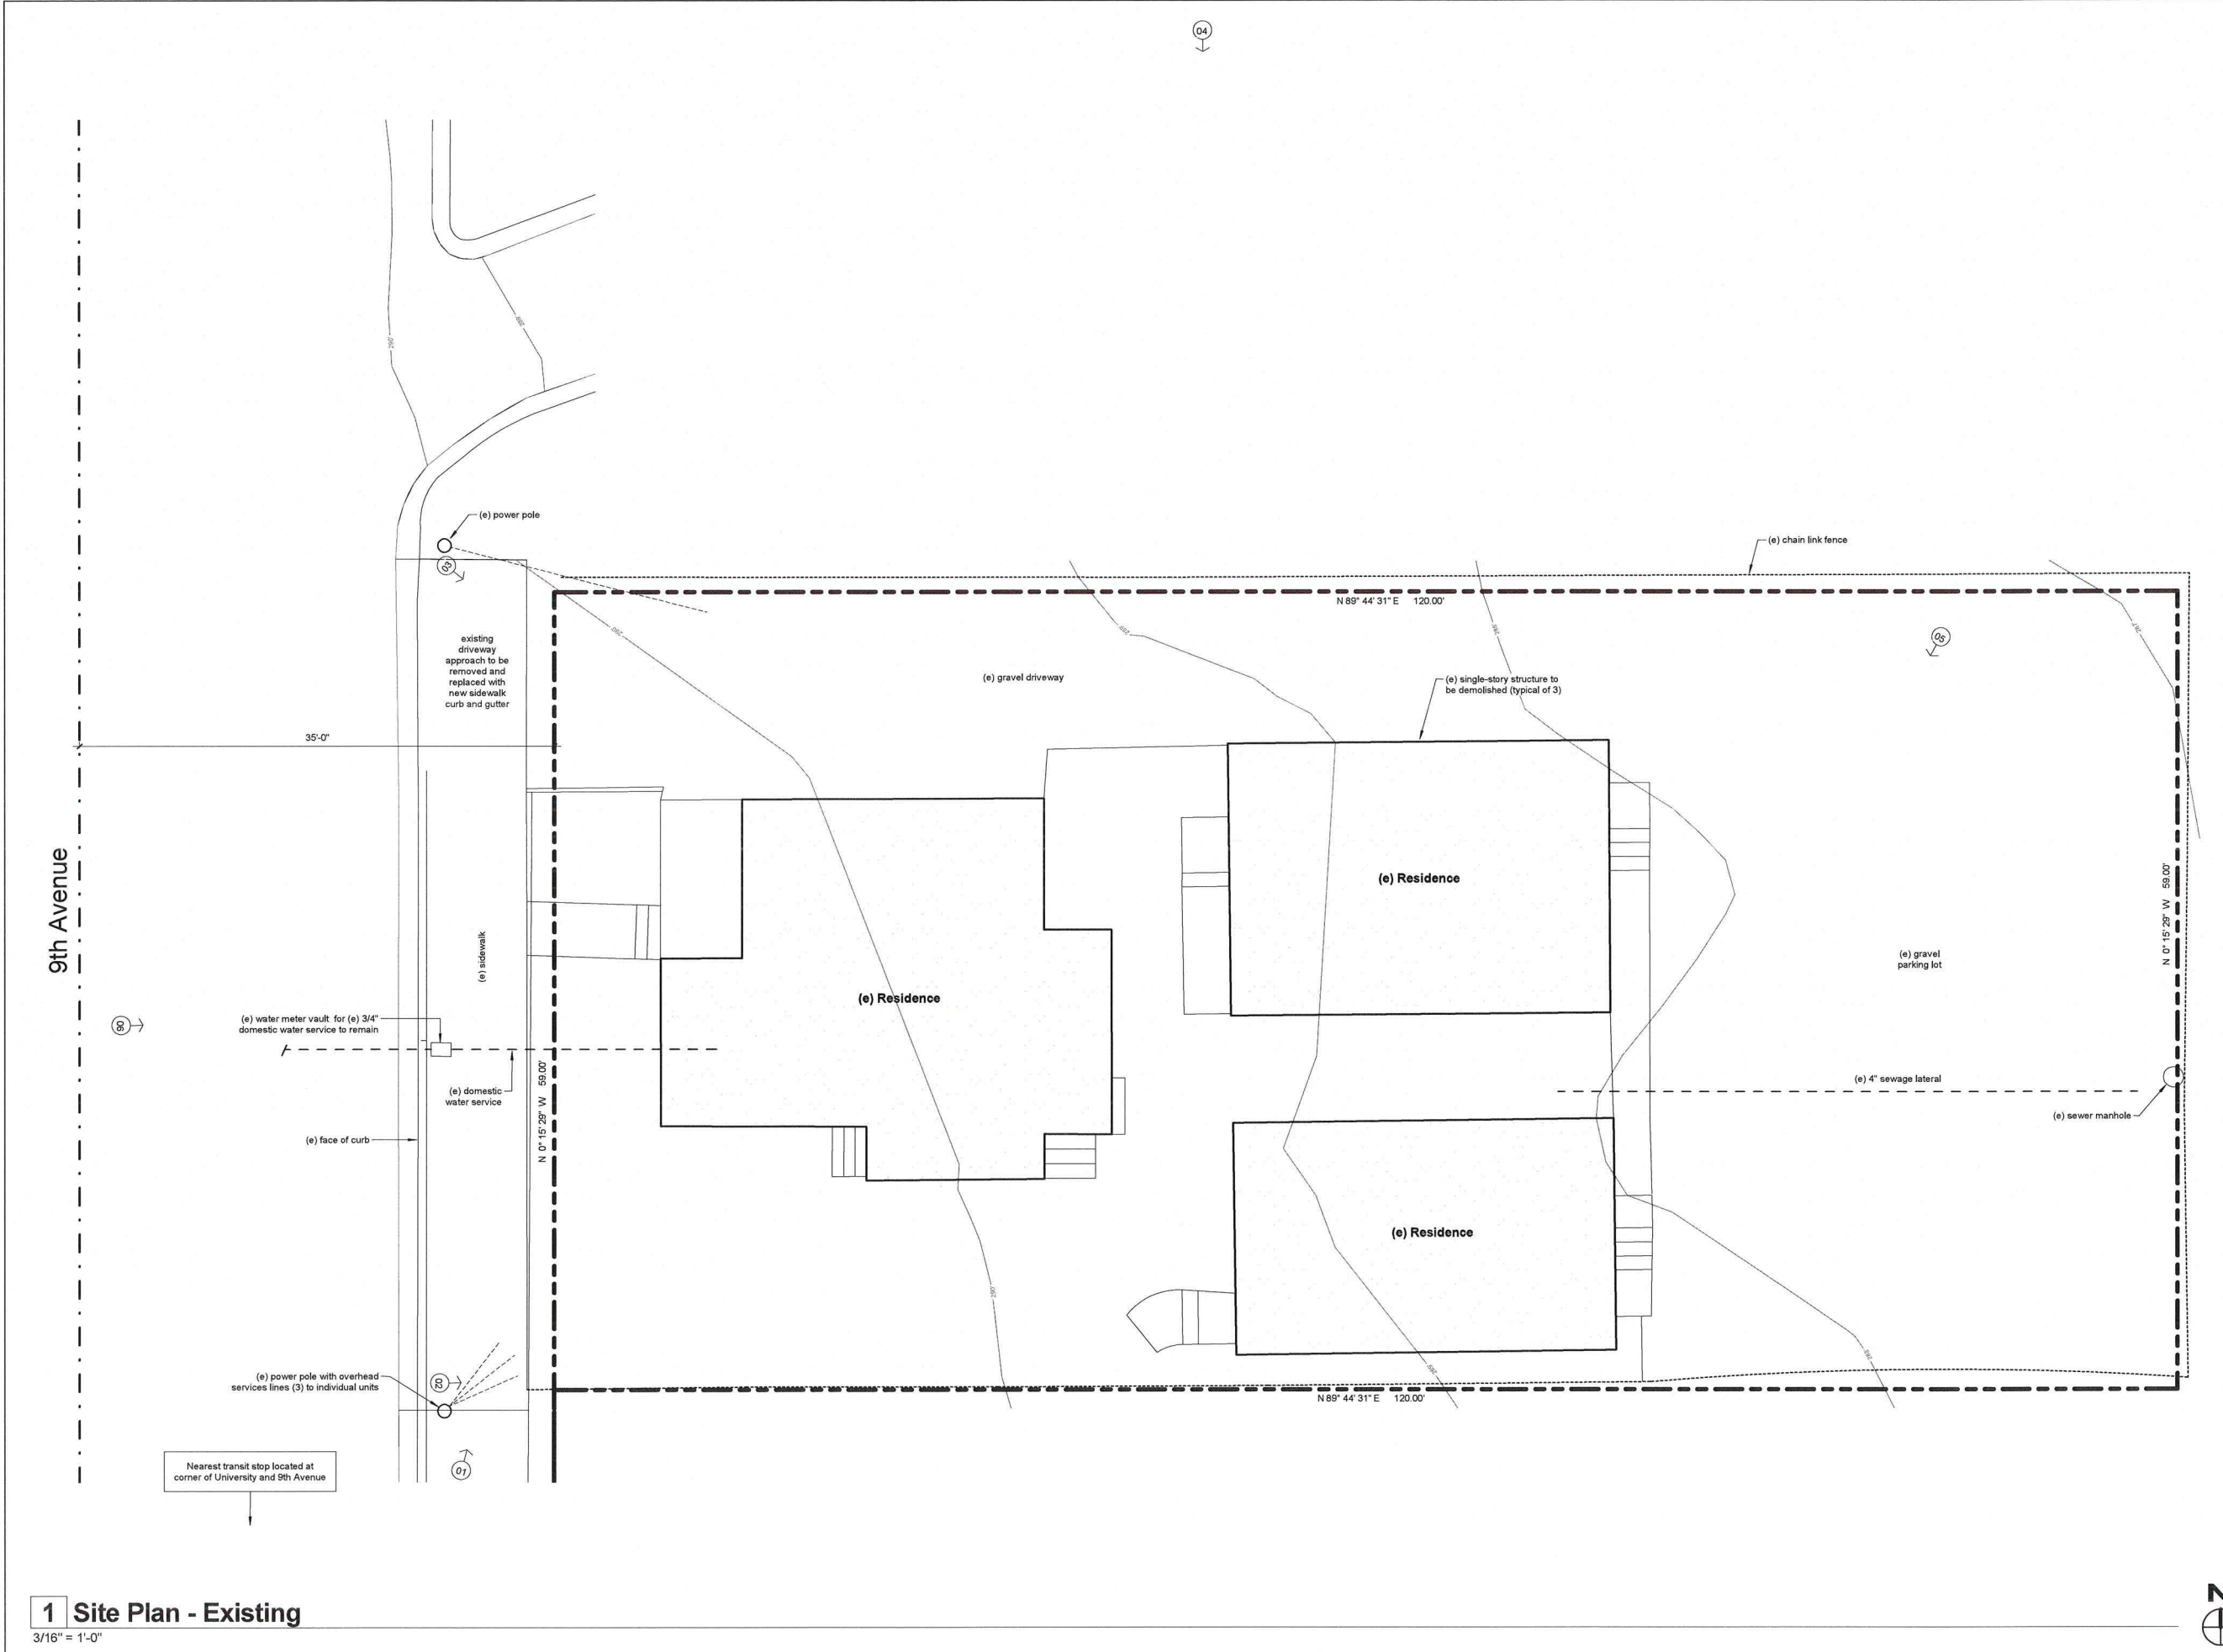 04
290'
289'
(e) power pole
03
(e) chain link fence
N 89° 44' 31" E 120.00'
290'
05
existing
driveway
approach to be
removed and
replaced with
new sidewalk
curb and gutter
(e) gravel driveway
(e) single-story structure to
be demolished (typical of 3)
35'-0"
9th Avenue
(e) sidewalk
(e) Residence
N 0° 15' 29" W 59.00'
(e) gravel
parking lot
(e) Residence
06
(e) water meter vault for (e) 3/4"
domestic water service to remain
(e) domestic
water service
N 0° 15' 29" W 59.00'
(e) 4" sewage lateral
(e) sewer manhole
(e) face of curb
(e) Residence
290'
(e) power pole with overhead
services lines (3) to individual units
02
N 89° 44' 31" E 120.00'
01
Nearest transit stop located at
corner of University and 9th Avenue
1 Site Plan - Existing
3/16" = 1'-0"
N